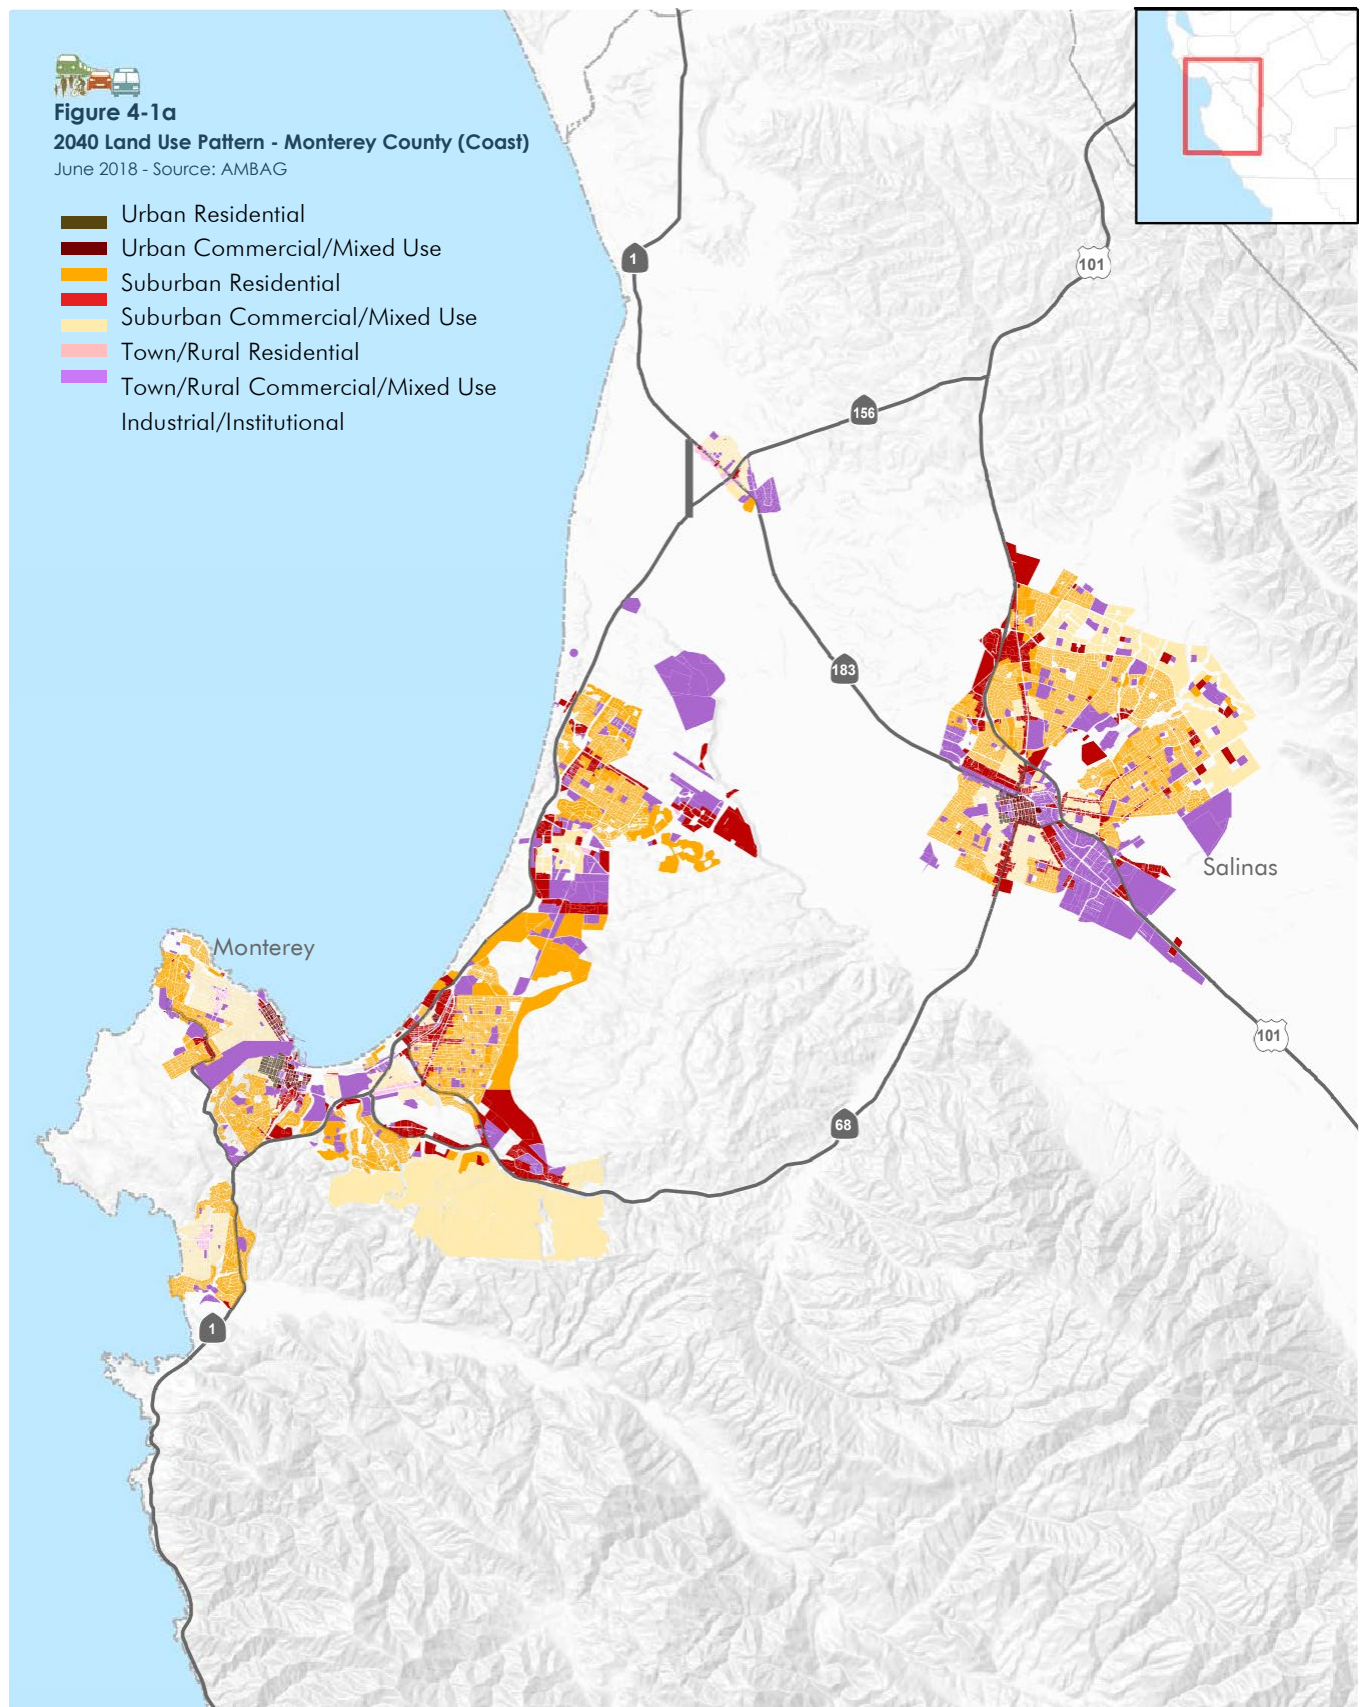 Figure 4-1a
2040 Land Use Pattern - Monterey County (Coast)
June 2018 - Source: AMBAG
Urban Residential
Urban Commercial/Mixed Use
Suburban Residential
Suburban Commercial/Mixed Use
Town/Rural Residential
Town/Rural Commercial/Mixed Use
Industrial/Institutional
1
101
156
183
Salinas
Monterey
101
68
1